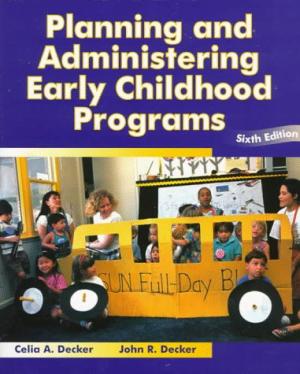 Planning and
Administering
Early Childhood
Programs
Sixth Edition
SUN Full-Day B
Celia A. Decker John R. Decker